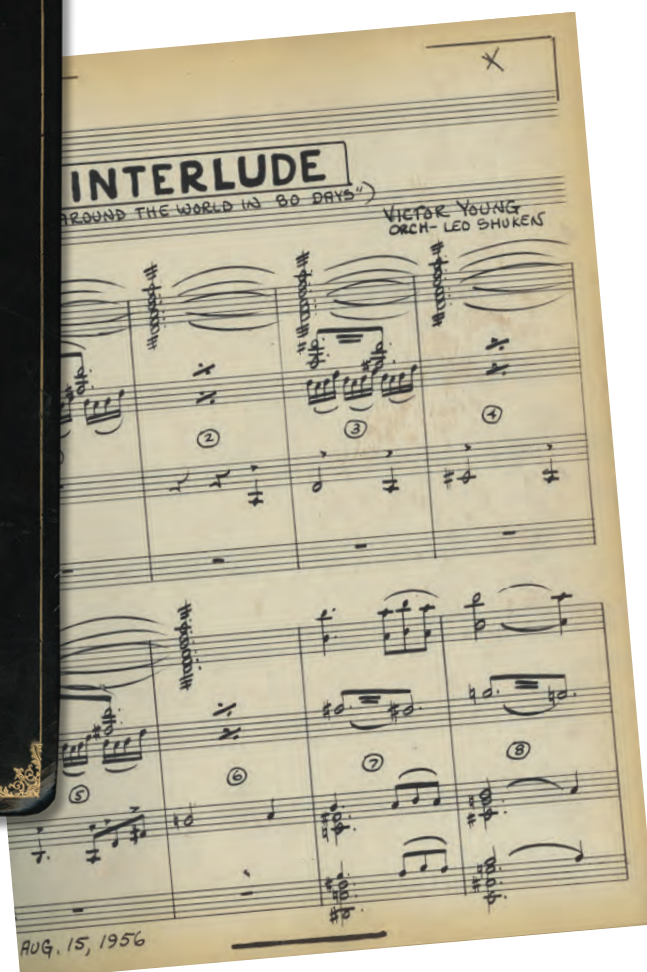 INTERLUDE
AROUND THE WORLD IN 80 DAYS")
VICTOR YOUNG
ORCH- LEO SHUKEN
2
3
4
5
6
7
8
AUG. 15, 1956